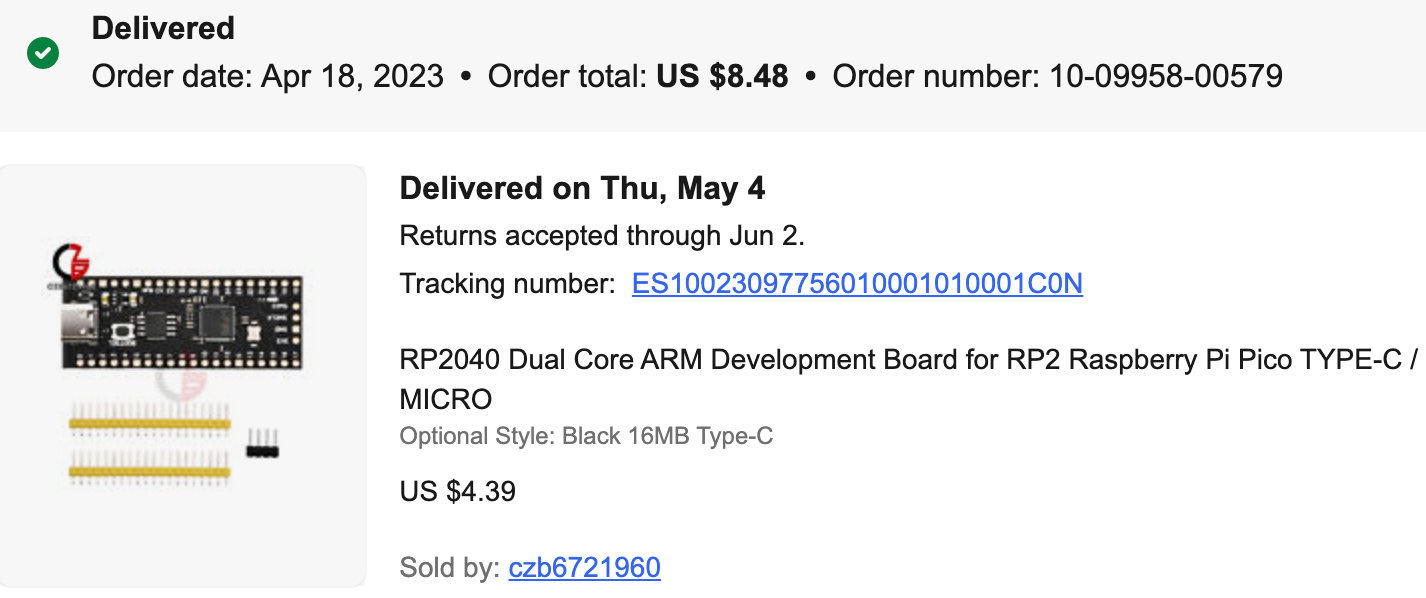 Delivered
Order date: Apr 18, 2023 • Order total: US $8.48 • Order number: 10-09958-00579
Delivered on Thu, May 4
Returns accepted through Jun 2.
Tracking number: ES10023097756010001010001C0N
RP2040 Dual Core ARM Development Board for RP2 Raspberry Pi Pico TYPE-C /
MICRO
Optional Style: Black 16MB Type-C
US $4.39
Sold by: czb6721960